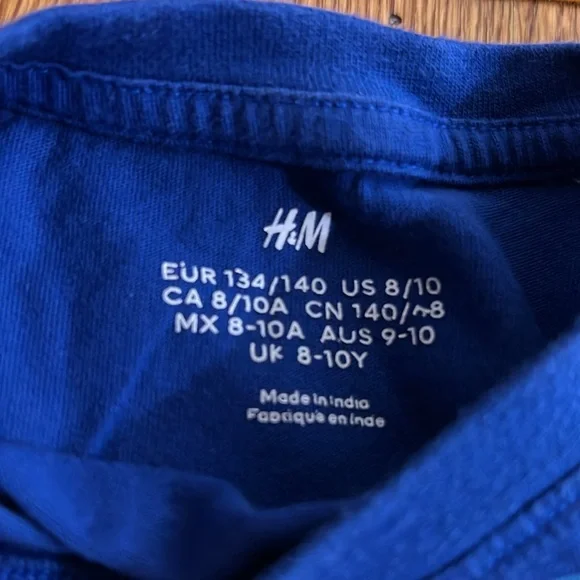 H&M
EUR 134/140 US 8/10
CA 8/10A CN 140/
MX 8-10A AUS 9-10
UK 8-10Y
Made in India
Fabriqué en Inde